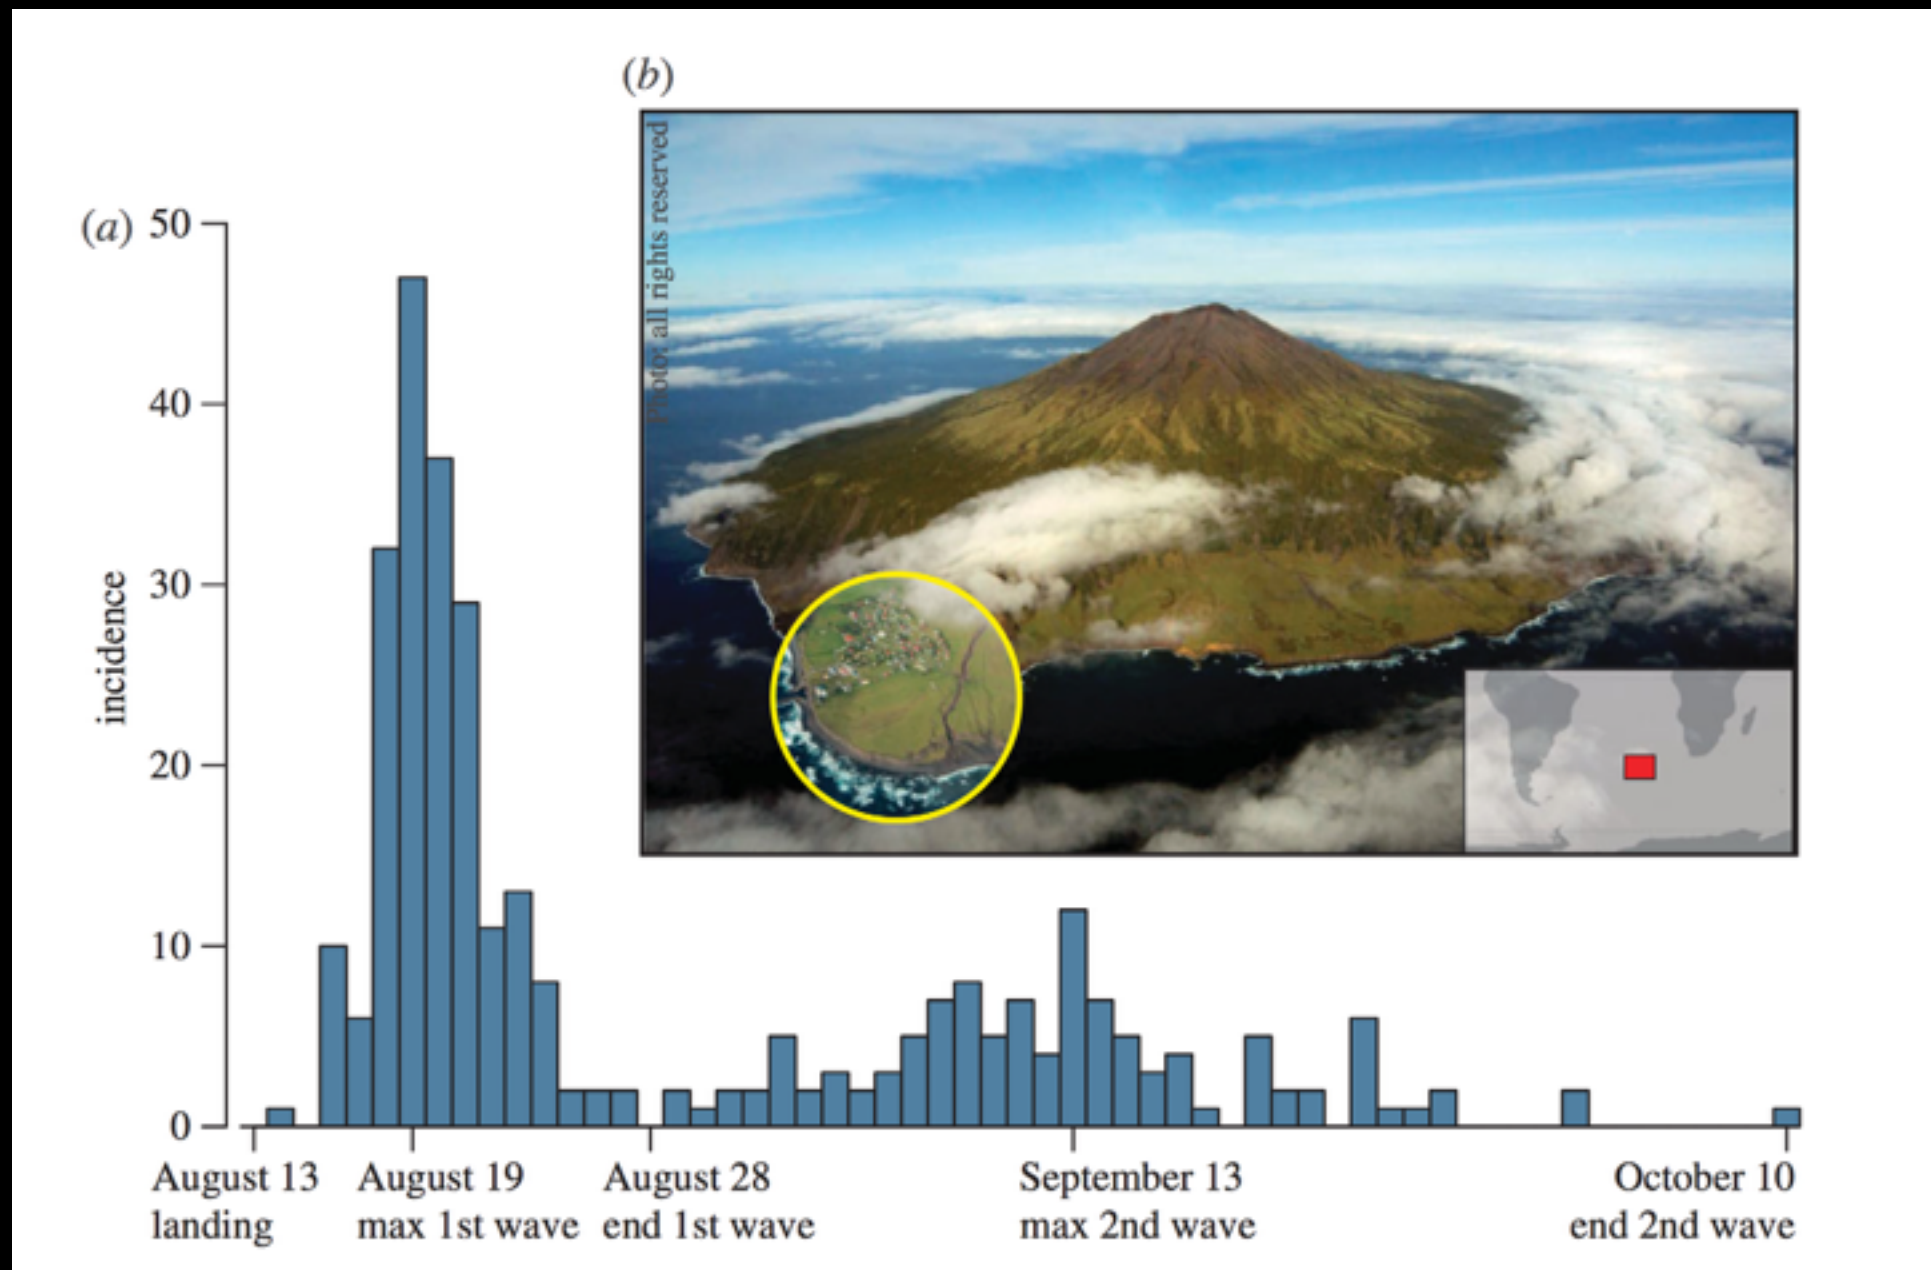 (b)
Photo: all rights reserved
(a)
50
40
30
20
10
0
incidence
August 13
landing
August 19
max 1st wave
August 28
end 1st wave
September 13
max 2nd wave
October 10
end 2nd wave